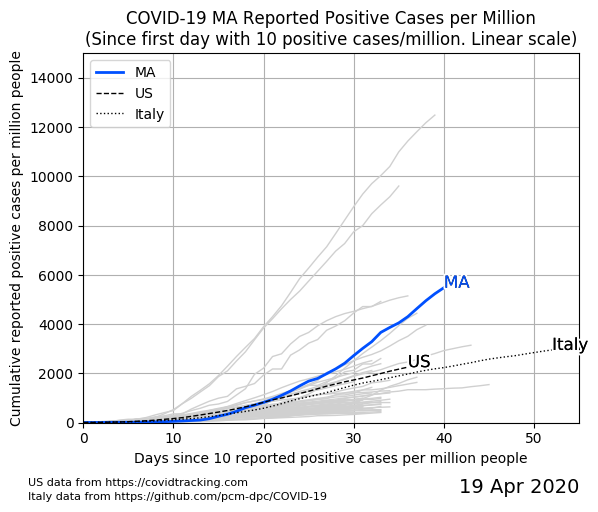 COVID-19 MA Reported Positive Cases per Million
(Since first day with 10 positive cases/million. Linear scale)
Cumulative reported positive cases per million people
14000
12000
10000
8000
6000
4000
2000
0
MA
US
Italy
MA
US
Italy
0 10 20 30 40 50
Days since 10 reported positive cases per million people
US data from https://covidtracking.com
Italy data from https://github.com/pcm-dpc/COVID-19
19 Apr 2020